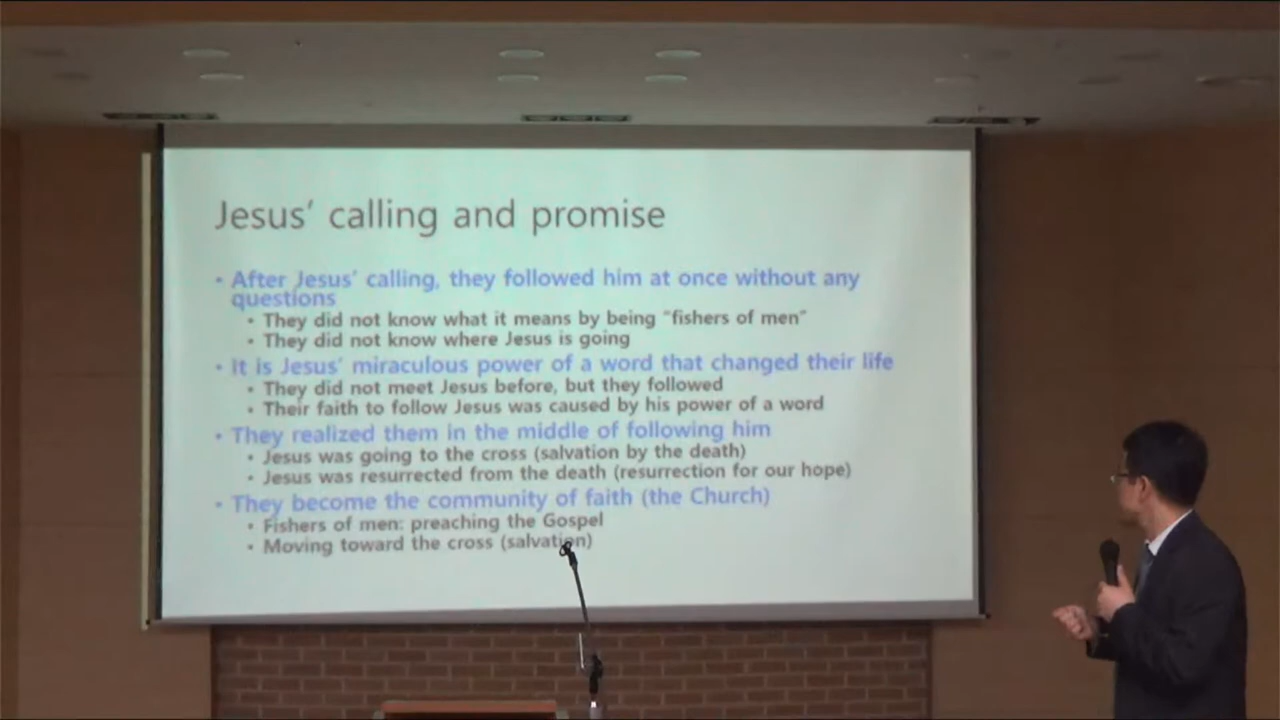 Jesus’ calling and promise
• After Jesus’ calling, they followed him at once without any
questions
• They did not know what it means by being “fishers of men”
• They did not know where Jesus is going
• It is Jesus’ miraculous power of a word that changed their life
• They did not meet Jesus before, but they followed
• Their faith to follow Jesus was caused by his power of a word
• They realized them in the middle of following him
• Jesus was going to the cross (salvation by the death)
• Jesus was resurrected from the death (resurrection for our hope)
• They become the community of faith (the Church)
• Fishers of men: preaching the Gospel
• Moving toward the cross (salvation)